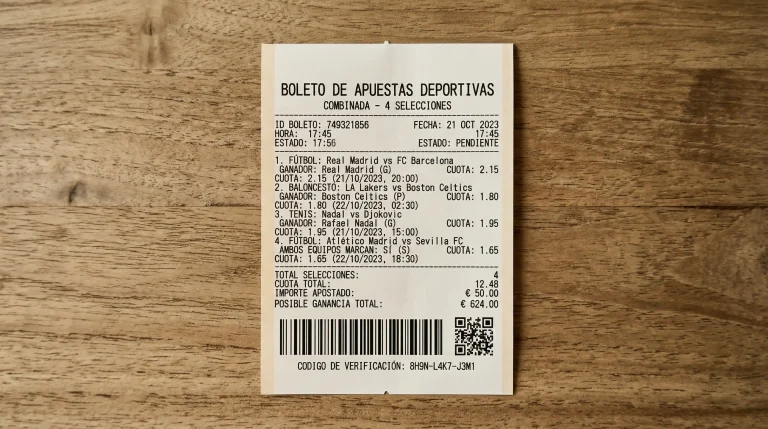 BOLETO DE APUESTAS DEPORTIVAS
COMBINADA - 4 SELECCIONES
ID BOLETO: 749321856 FECHA: 21 OCT 2023
HORA: 17:45 17:45
ESTADO: 17:56 ESTADO: PENDIENTE
1. FÚTBOL: Real Madrid vs FC Barcelona
GANADOR: Real Madrid (G) CUOTA: 2.15
CUOTA: 2.15 (21/10/2023, 20:00)
2. BALONCESTO: LA Lakers vs Boston Celtics
GANADOR: Boston Celtics (P) CUOTA: 1.80
CUOTA: 1.80 (22/10/2023, 02:30)
3. TENIS: Nadal vs Djokovic
GANADOR: Rafael Nadal (G) CUOTA: 1.95
CUOTA: 1.95 (21/10/2023, 15:00)
4. FÚTBOL: Atlético Madrid vs Sevilla FC
AMBOS EQUIPOS MARCAN: SÍ (S) CUOTA: 1.65
CUOTA: 1.65 (22/10/2023, 18:30)
TOTAL SELECCIONES: 4
CUOTA TOTAL: 12.48
IMPORTE APOSTADO: € 50.00
POSIBLE GANANCIA TOTAL: € 624.00
CODIGO DE VERIFICACIÓN: 8H9N-L4K7-J3M1